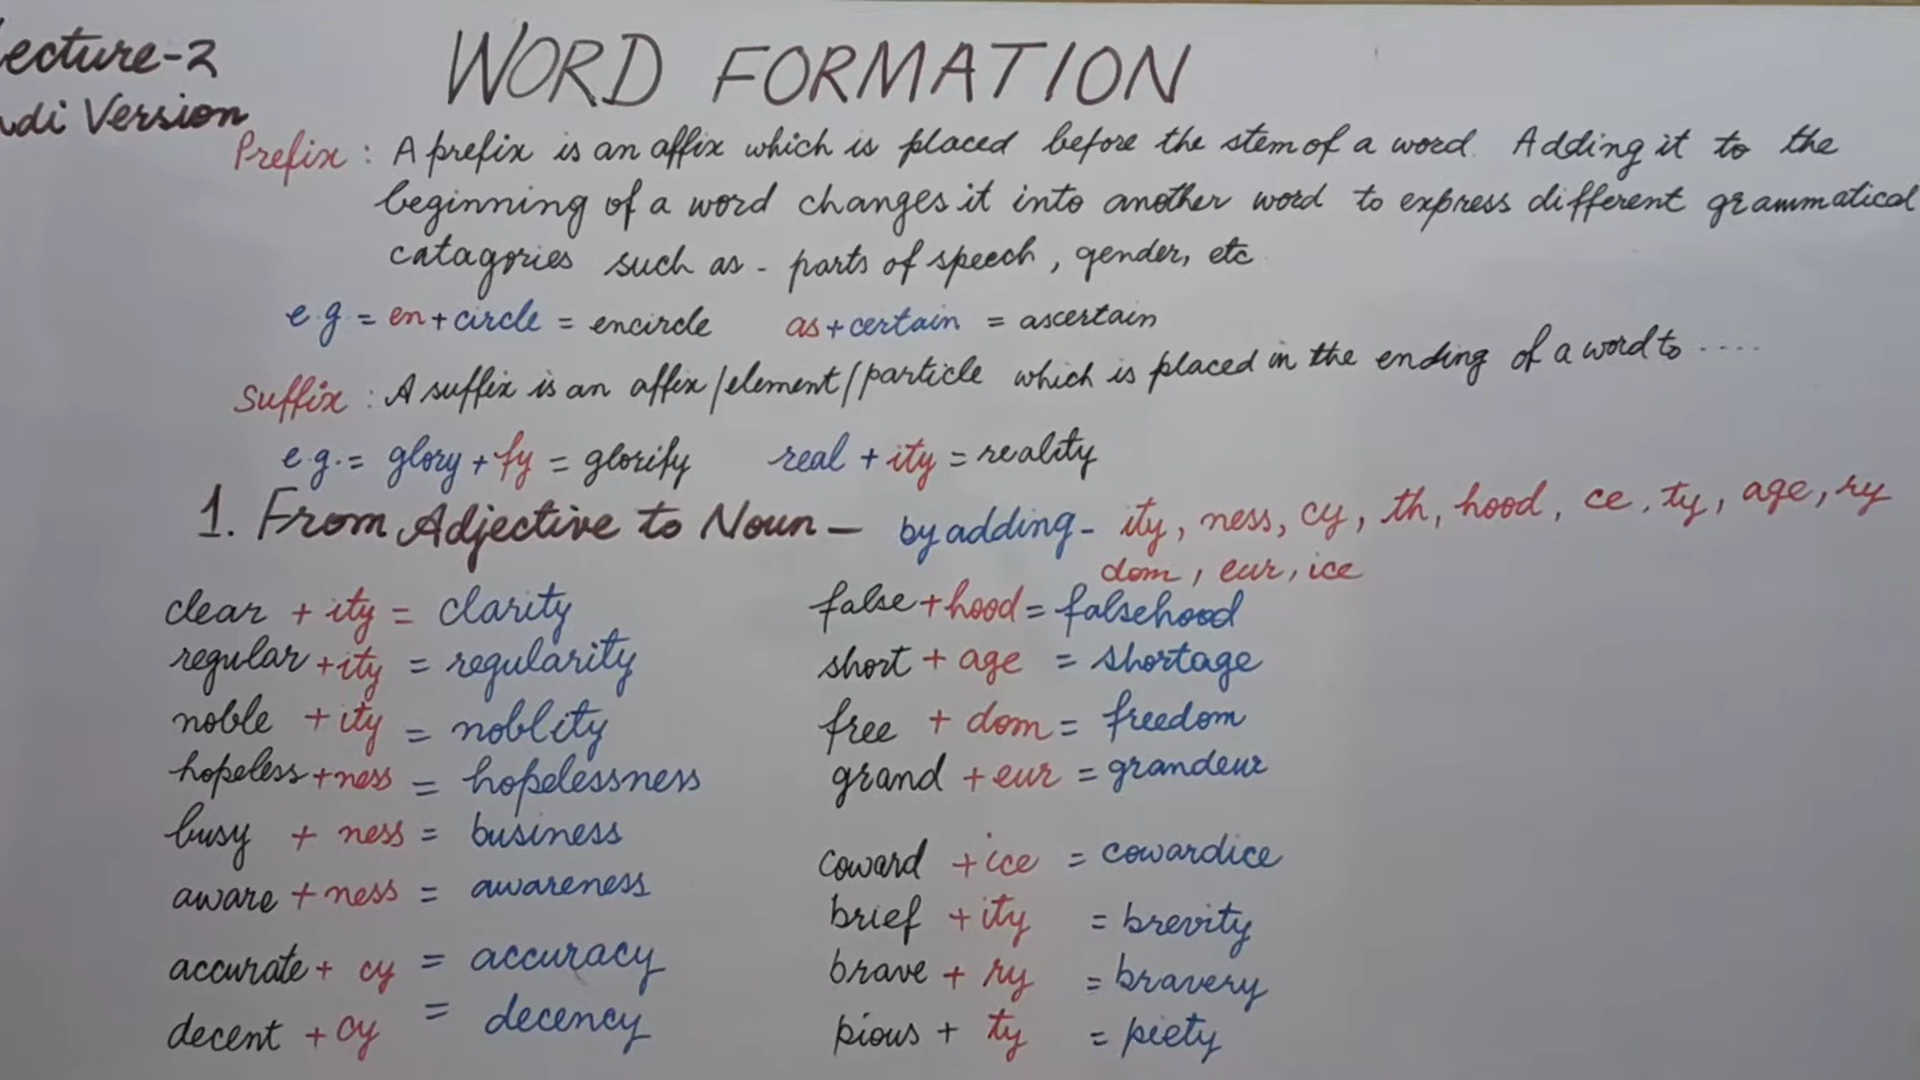 ecture-2
WORD FORMATION
ndi Version
Prefix : A prefix is an affix which is placed before the stem of a word. Adding it to the
beginning of a word changes it into another word to express different grammatical
catagories such as - parts of speech, gender, etc
e.g = en + circle = encircle as + certain = ascertain
Suffix : A suffix is an affix/element/particle which is placed in the ending of a word to .....
e.g. = glory + fy = glorify real + ity = reality
1. From Adjective to Noun – by adding - ity, ness, cy, th, hood, ce, ty, age, ry
dom, eur, ice
clear + ity = clarity
regular + ity = regularity
noble + ity = noblity
hopeless + ness = hopelessness
busy + ness = business
aware + ness = awareness
accurate + cy = accuracy
decent + cy = decency
false + hood = falsehood
short + age = shortage
free + dom = freedom
grand + eur = grandeur
coward + ice = cowardice
brief + ity = brevity
brave + ry = bravery
pious + ty = piety